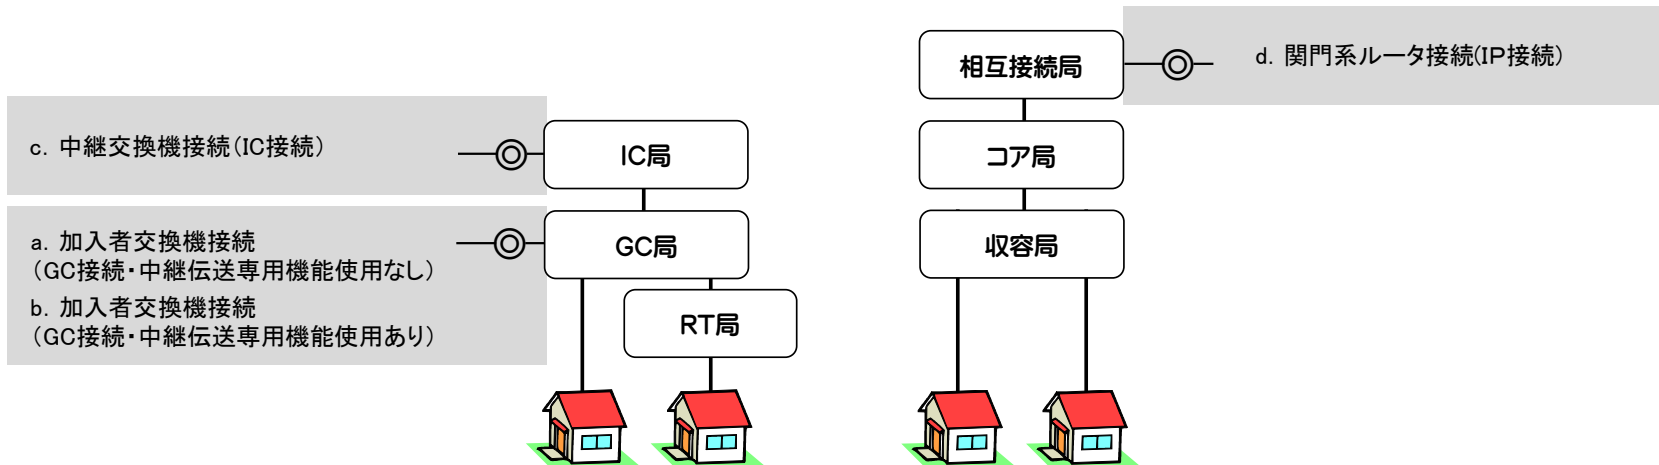 相互接続局
d. 関門系ルータ接続(IP接続)
c. 中継交換機接続(IC接続)
IC局
コア局
a. 加入者交換機接続
(GC接続・中継伝送専用機能使用なし)
GC局
収容局
b. 加入者交換機接続
(GC接続・中継伝送専用機能使用あり)
RT局